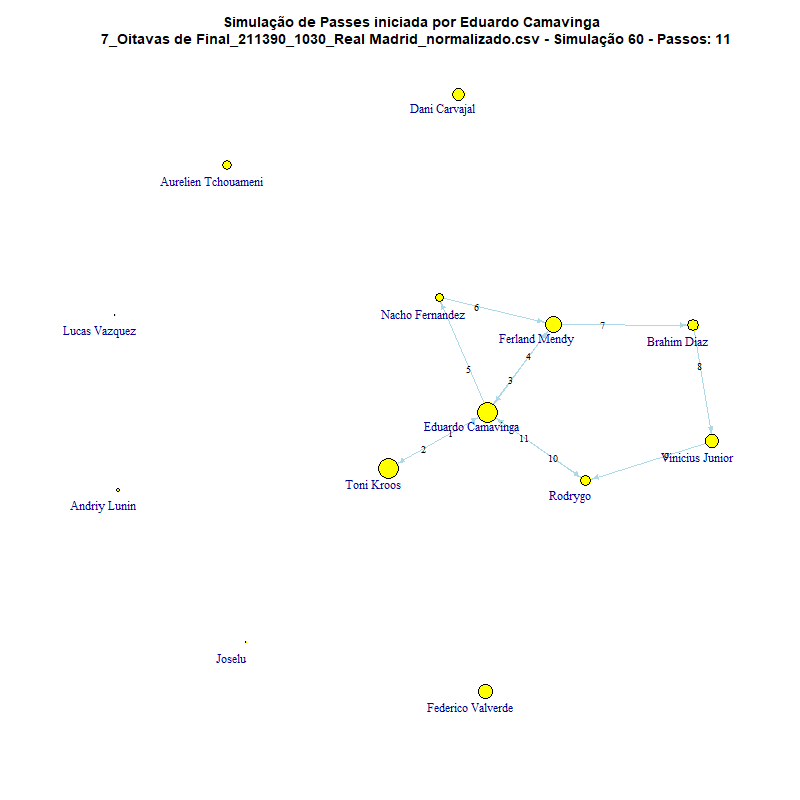 Simulação de Passes iniciada por Eduardo Camavinga
7_Oitavas de Final_211390_1030_Real Madrid_normalizado.csv - Simulação 60 - Passos: 11
Dani Carvajal
Aurelien Tchouameni
Nacho Fernandez
6
Ferland Mendy
7
Brahim Diaz
Lucas Vazquez
4
5
3
8
Eduardo Camavinga
1
2
11
10
9
Vinicius Junior
Toni Kroos
Rodrygo
Andriy Lunin
Joselu
Federico Valverde